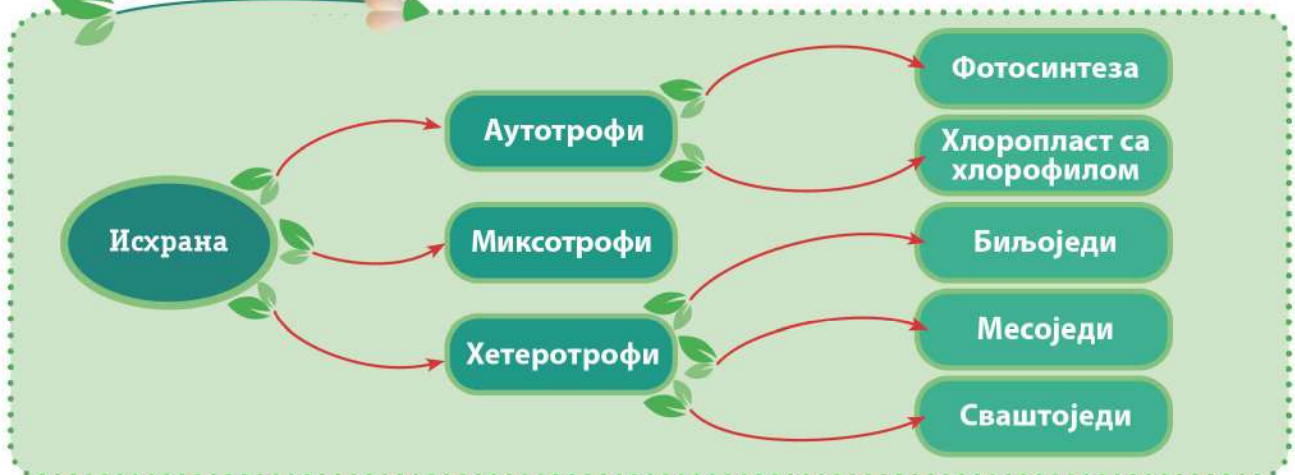 Исхрана
Аутотрофи
Миксотрофи
Хетеротрофи
Фотосинтеза
Хлоропласт са
хлорофилом
Биљоједи
Месоједи
Сваштоједи